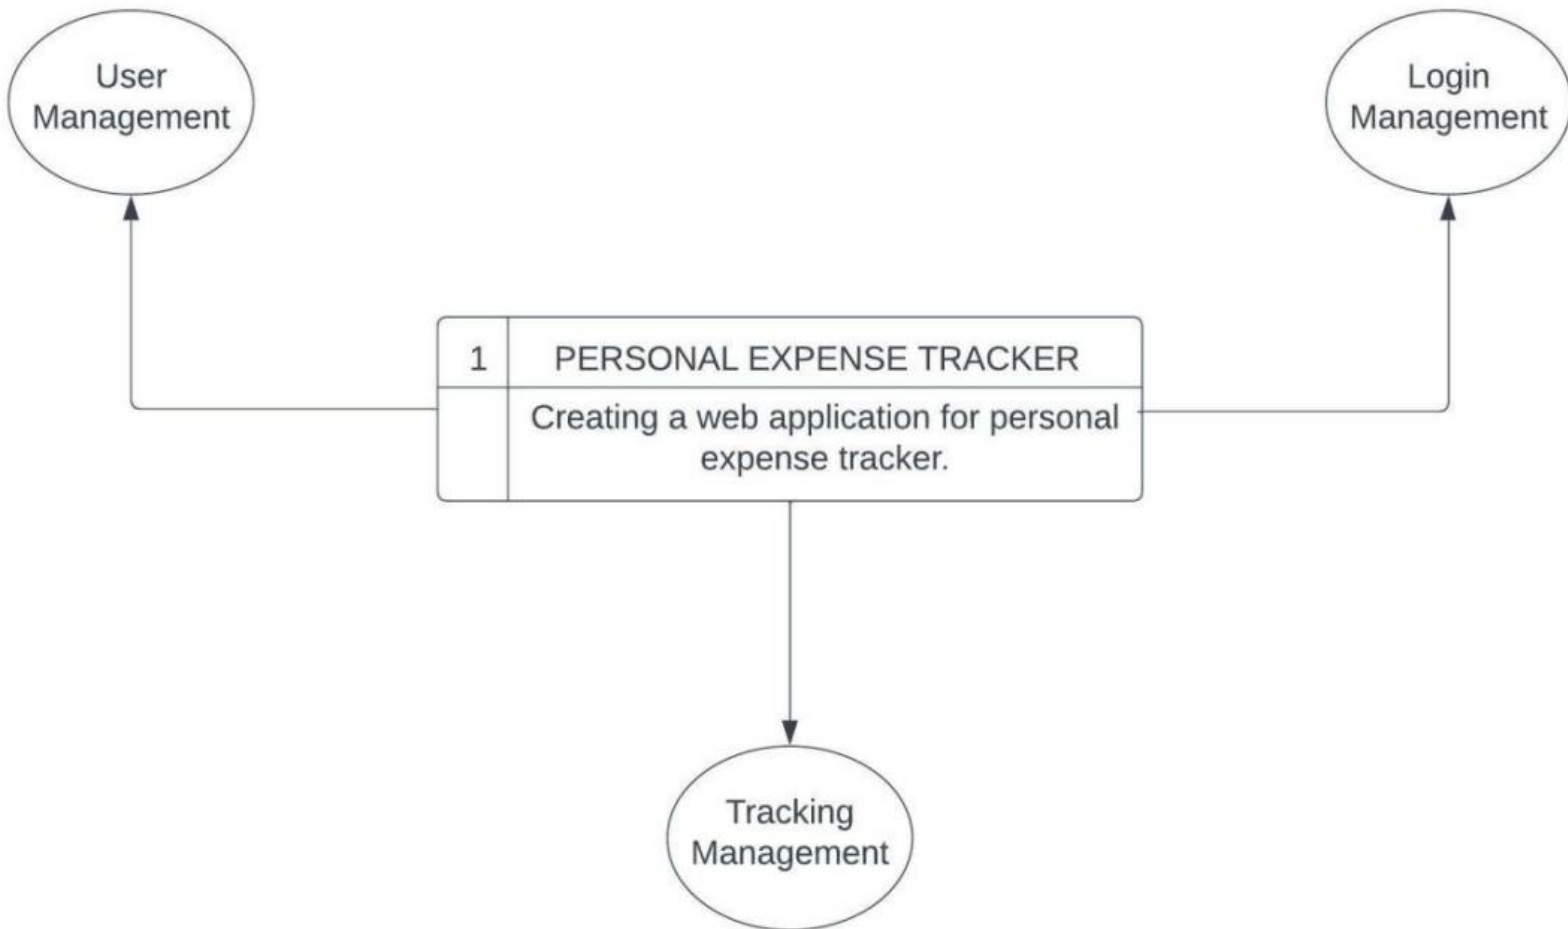 User
Management
Login
Management
1
PERSONAL EXPENSE TRACKER
Creating a web application for personal
expense tracker.
Tracking
Management